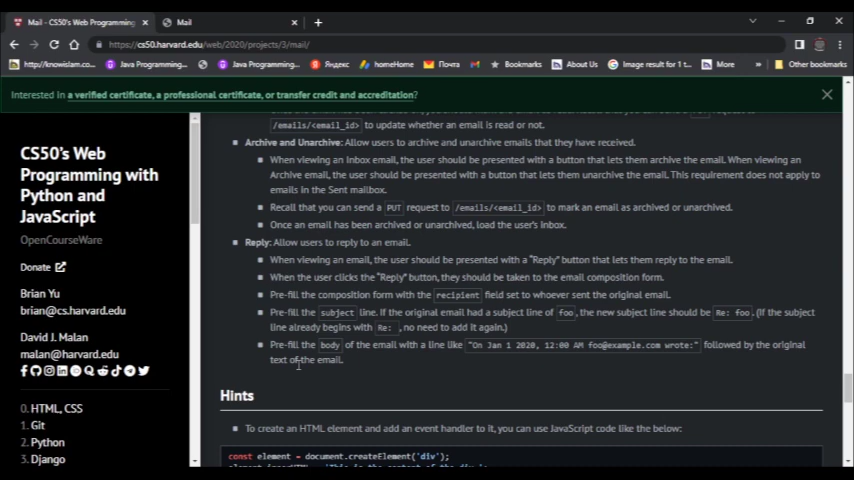 Mail - CS50's Web Programming
Mail
https://cs50.harvard.edu/web/2020/projects/3/mail/
http://knowislam.co...
Java Programming...
Java Programming...
Яндекс
homeHome
Почта
Bookmarks
About Us
Image result for 1 t...
More
»
Other bookmarks
Interested in a verified certificate, a professional certificate, or transfer credit and accreditation?
CS50's Web
Programming with
Python and
JavaScript
OpenCourseWare
Donate
Brian Yu
brian@cs.harvard.edu
David J. Malan
malan@harvard.edu
0. HTML, CSS
1. Git
2. Python
3. Django
/emails/<email_id> to update whether an email is read or not.
Archive and Unarchive: Allow users to archive and unarchive emails that they have received.
When viewing an Inbox email, the user should be presented with a button that lets them archive the email. When viewing an
Archive email, the user should be presented with a button that lets them unarchive the email. This requirement does not apply to
emails in the Sent mailbox.
Recall that you can send a PUT request to /emails/<email_id> to mark an email as archived or unarchived.
Once an email has been archived or unarchived, load the user's inbox.
Reply: Allow users to reply to an email.
When viewing an email, the user should be presented with a "Reply" button that lets them reply to the email.
When the user clicks the "Reply" button, they should be taken to the email composition form.
Pre-fill the composition form with the recipient field set to whoever sent the original email.
Pre-fill the subject line. If the original email had a subject line of foo, the new subject line should be Re: foo. (If the subject
line already begins with Re: , no need to add it again.)
Pre-fill the body of the email with a line like "On Jan 1 2020, 12:00 AM foo@example.com wrote:" followed by the original
text of the email.
Hints
To create an HTML element and add an event handler to it, you can use JavaScript code like the below:
const element = document.createElement('div');